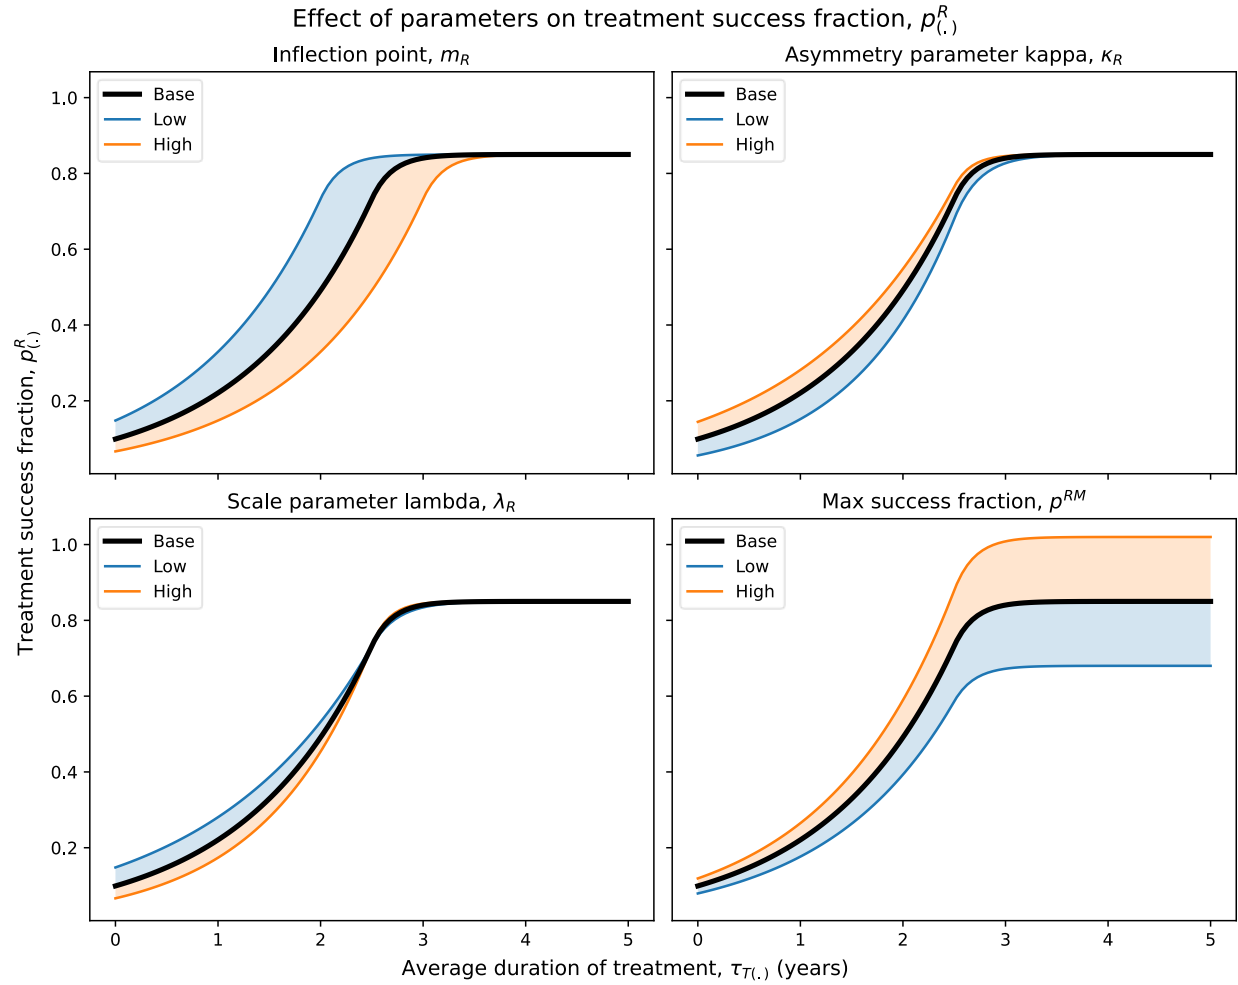 Effect of parameters on treatment success fraction, p^R_(.)
Inflection point, m_R
Asymmetry parameter kappa, κ_R
1.0
0.8
0.6
0.4
0.2
Base
Low
High
Base
Low
High
Treatment success fraction, p^R_(.)
Scale parameter lambda, λ_R
Max success fraction, p^RM
1.0
0.8
0.6
0.4
0.2
Base
Low
High
Base
Low
High
0 1 2 3 4 5
0 1 2 3 4 5
Average duration of treatment, τ_T(.) (years)